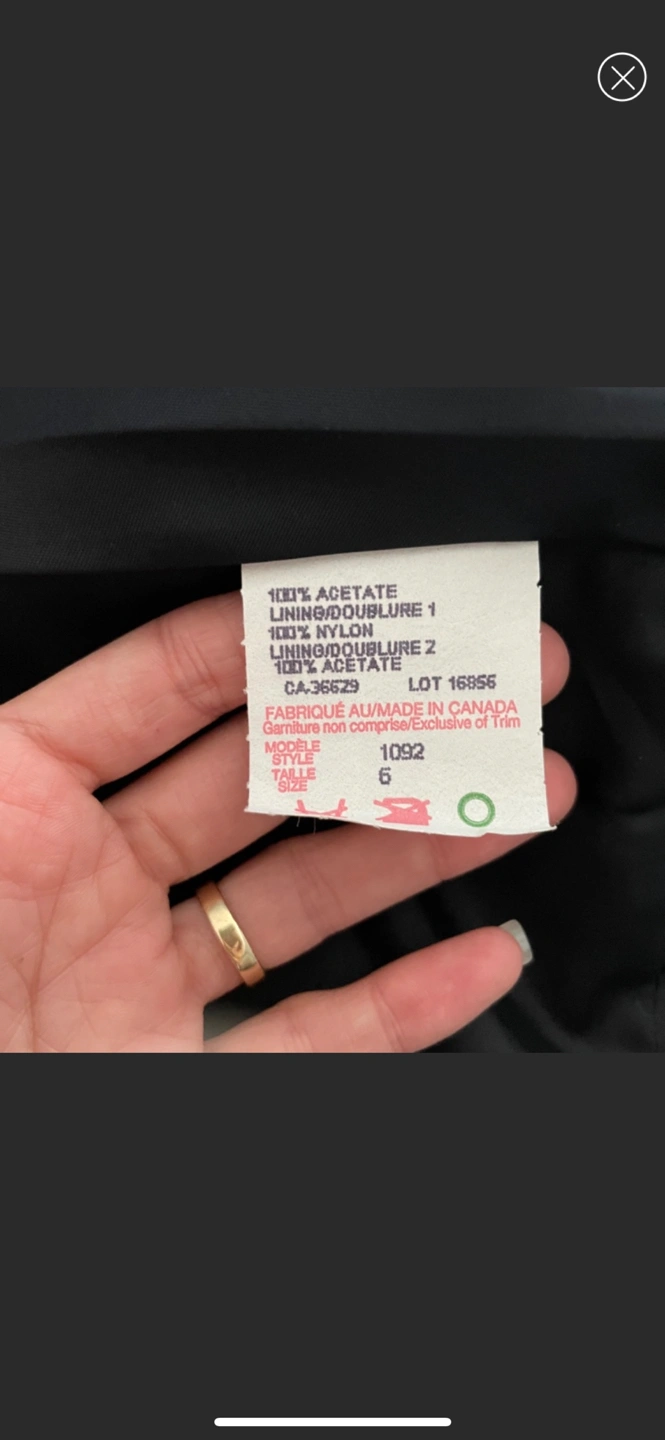 100% ACETATE
LINING/DOUBLURE 1
100% NYLON
LINING/DOUBLURE 2
100% ACETATE
CA-36629 LOT 16856
FABRIQUÉ AU/MADE IN CANADA
Garniture non comprise/Exclusive of Trim
MODÈLE
STYLE 1092
TAILLE
SIZE 6